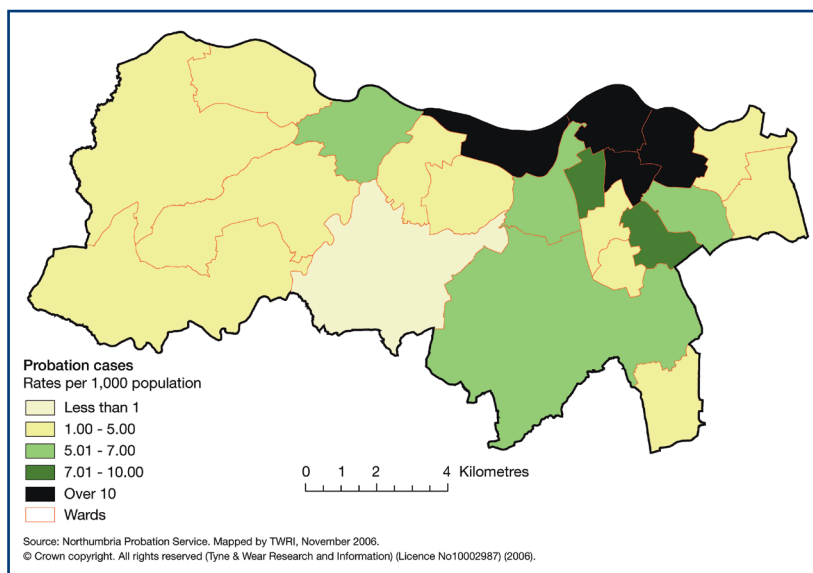 Probation cases
Rates per 1,000 population
Less than 1
1.00 - 5.00
5.01 - 7.00
7.01 - 10.00
Over 10
Wards
0 1 2 4 Kilometres
Source: Northumbria Probation Service. Mapped by TWRI, November 2006.
© Crown copyright. All rights reserved (Tyne & Wear Research and Information) (Licence No10002987) (2006).